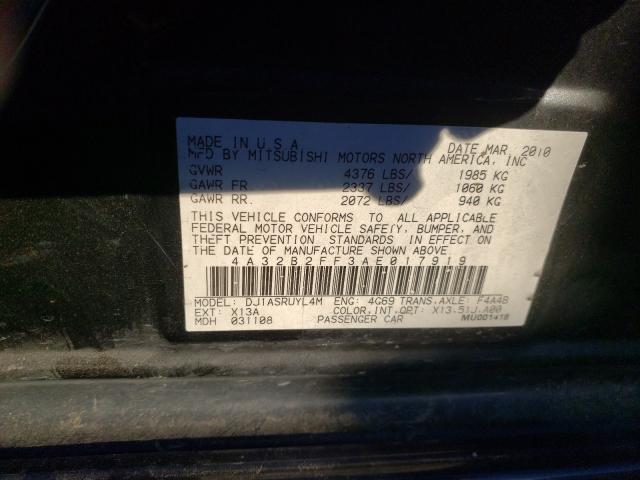 MADE IN U.S.A. DATE MAR. 2010
MFD BY MITSUBISHI MOTORS NORTH AMERICA, INC
GVWR 4376 LBS/ 1985 KG
GAWR FR. 2337 LBS/ 1060 KG
GAWR RR. 2072 LBS/ 940 KG
THIS VEHICLE CONFORMS TO ALL APPLICABLE
FEDERAL MOTOR VEHICLE SAFETY, BUMPER, AND
THEFT PREVENTION STANDARDS IN EFFECT ON
THE DATE OF MANUFACTURE SHOWN ABOVE.
4A32B2FF3AE017919
MODEL: DJ1ASRUYL4M ENG: 4G69 TRANS.AXLE: F4A4B
EXT: X13A COLOR.INT.OPT: X13.51J.A00
MDH 031108 PASSENGER CAR MU001418